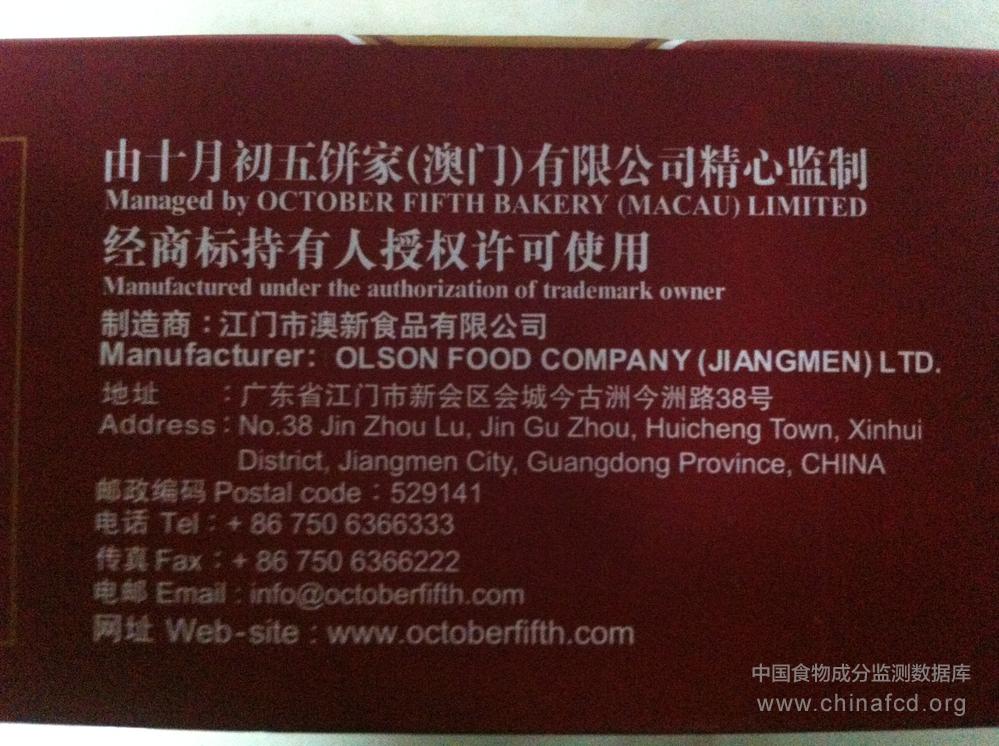 由十月初五饼家(澳门)有限公司精心监制
Managed by OCTOBER FIFTH BAKERY (MACAU) LIMITED
经商标持有人授权许可使用
Manufactured under the authorization of trademark owner
制造商：江门市澳新食品有限公司
Manufacturer: OLSON FOOD COMPANY (JIANGMEN) LTD.
地址：广东省江门市新会区会城今古洲今洲路38号
Address：No.38 Jin Zhou Lu, Jin Gu Zhou, Huicheng Town, Xinhui
District, Jiangmen City, Guangdong Province, CHINA
邮政编码 Postal code：529141
电话 Tel：+ 86 750 6366333
传真 Fax：+ 86 750 6366222
电邮 Email：info@octoberfifth.com
网址 Web-site：www.octoberfifth.com
中国食物成分监测数据库
www.chinafcd.org